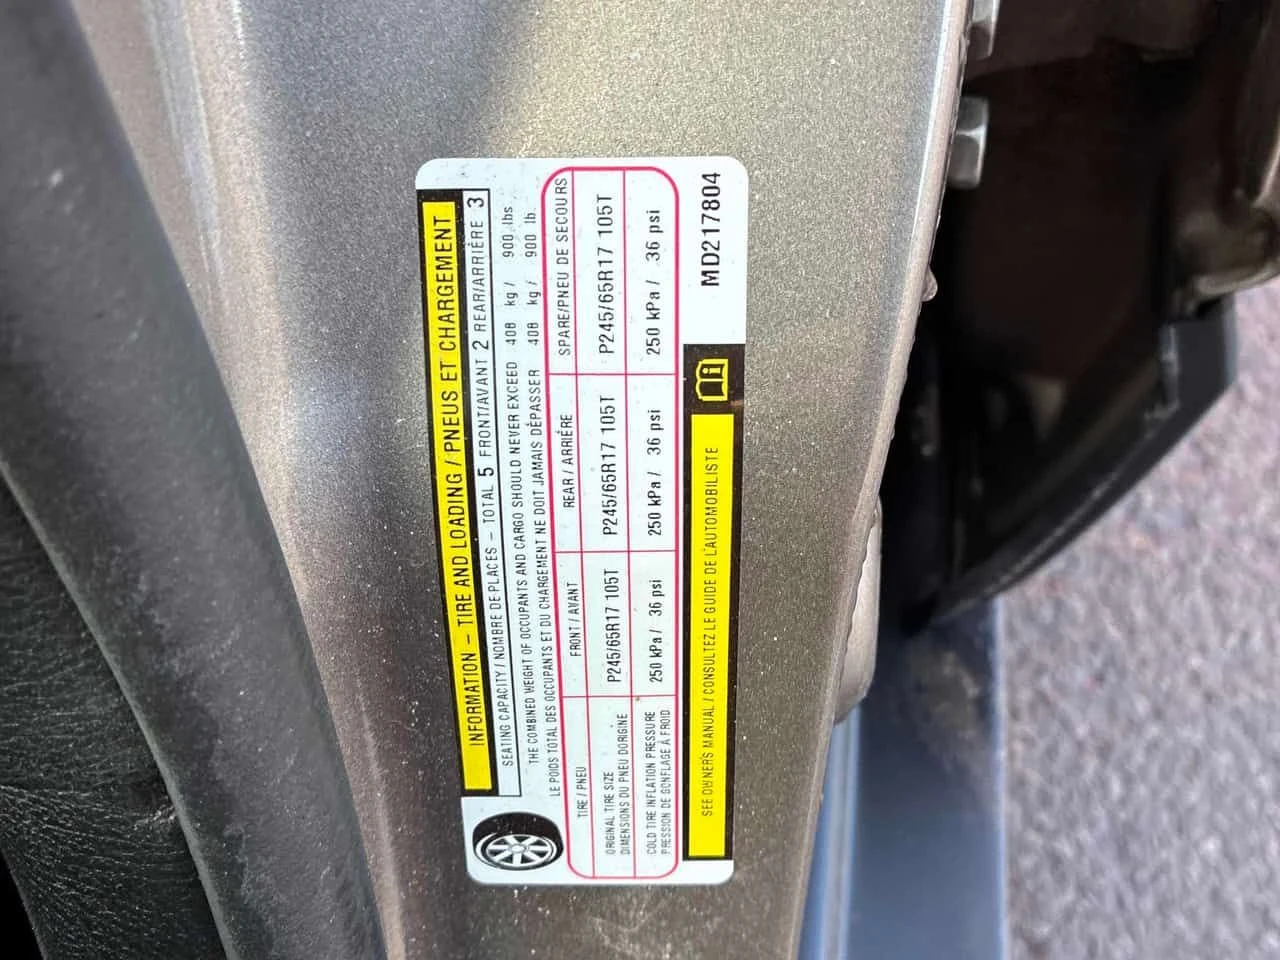 INFORMATION – TIRE AND LOADING / PNEUS ET CHARGEMENT
SEATING CAPACITY / NOMBRE DE PLACES – TOTAL 5 FRONT/AVANT 2 REAR/ARRIÈRE 3
THE COMBINED WEIGHT OF OCCUPANTS AND CARGO SHOULD NEVER EXCEED 408 kg / 900 lbs
LE POIDS TOTAL DES OCCUPANTS ET DU CHARGEMENT NE DOIT JAMAIS DÉPASSER 408 kg / 900 lb
TIRE / PNEU FRONT / AVANT REAR / ARRIÈRE SPARE/PNEU DE SECOURS
ORIGINAL TIRE SIZE
DIMENSIONS DU PNEU DORIGINE
P245/65R17 105T P245/65R17 105T P245/65R17 105T
COLD TIRE INFLATION PRESSURE
PRESSION DE GONFLAGE À FROID
250 kPa / 36 psi 250 kPa / 36 psi 250 kPa / 36 psi
SEE OWNER'S MANUAL / CONSULTEZ LE GUIDE DE L'AUTOMOBILISTE
MD217804